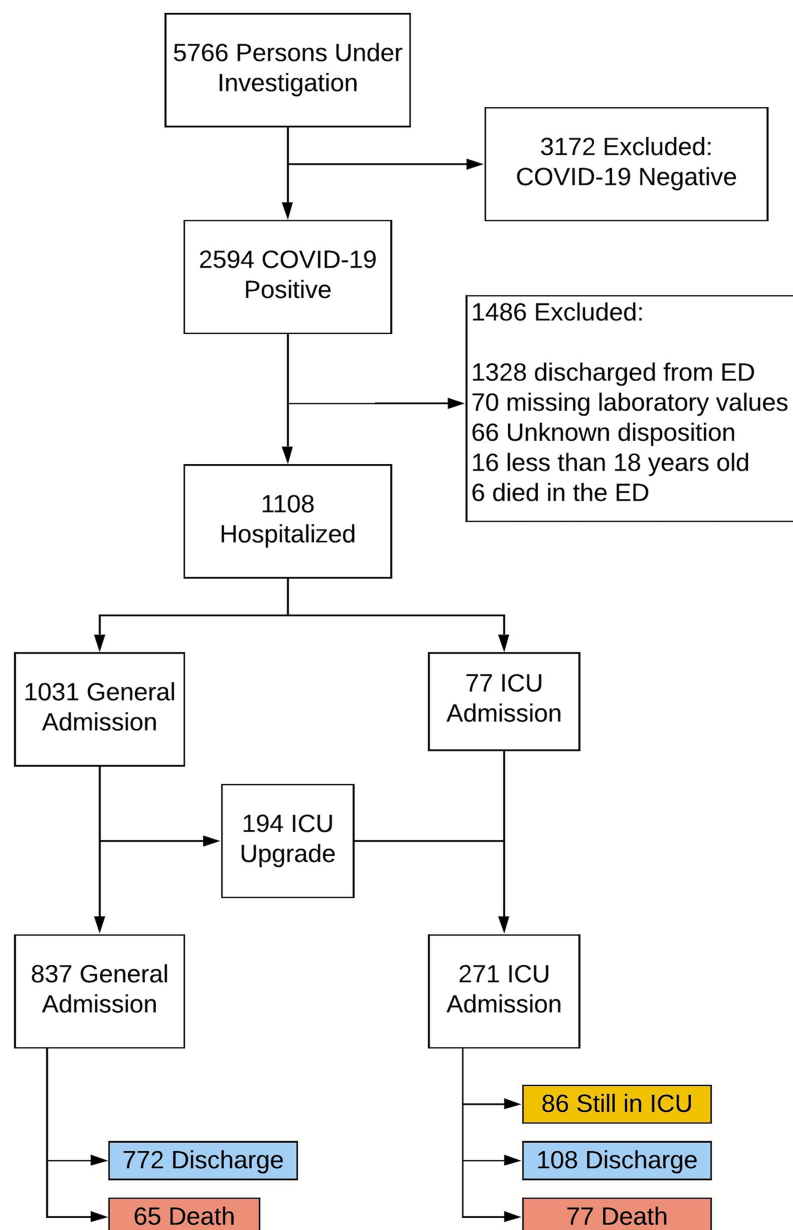 5766 Persons Under
Investigation
3172 Excluded:
COVID-19 Negative
2594 COVID-19
Positive
1486 Excluded:
1328 discharged from ED
70 missing laboratory values
66 Unknown disposition
16 less than 18 years old
6 died in the ED
1108
Hospitalized
1031 General
Admission
77 ICU
Admission
194 ICU
Upgrade
837 General
Admission
271 ICU
Admission
86 Still in ICU
772 Discharge
108 Discharge
65 Death
77 Death